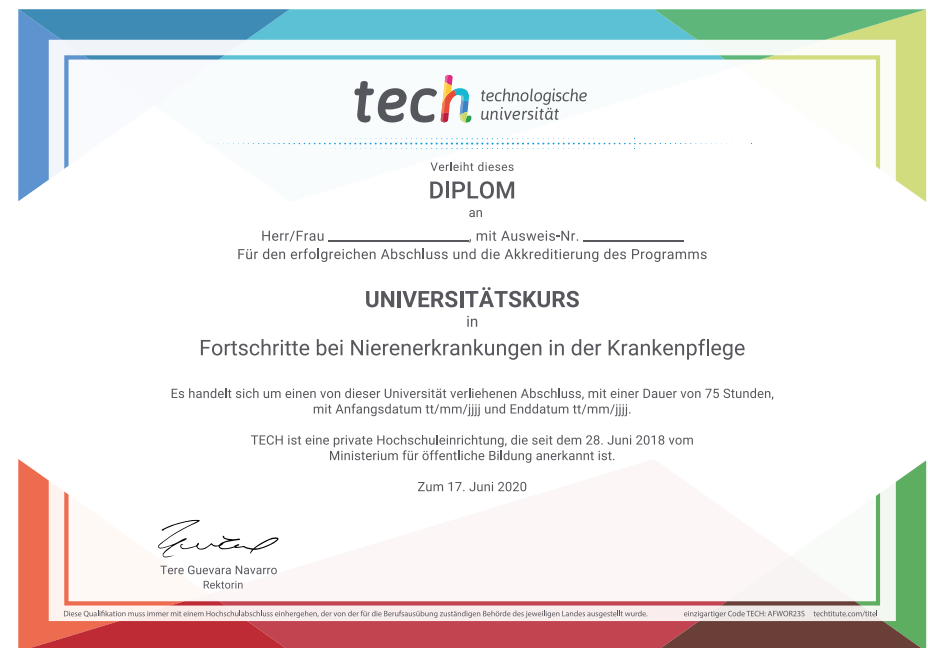 tech technologische
universität
Verleiht dieses
DIPLOM
an
Herr/Frau ____________________, mit Ausweis-Nr. ______________
Für den erfolgreichen Abschluss und die Akkreditierung des Programms
UNIVERSITÄTSKURS
in
Fortschritte bei Nierenerkrankungen in der Krankenpflege
Es handelt sich um einen von dieser Universität verliehenen Abschluss, mit einer Dauer von 75 Stunden,
mit Anfangsdatum tt/mm/jjjj und Enddatum tt/mm/jjjj.
TECH ist eine private Hochschuleinrichtung, die seit dem 28. Juni 2018 vom
Ministerium für öffentliche Bildung anerkannt ist.
Zum 17. Juni 2020
Tere Guevara Navarro
Rektorin
Diese Qualifikation muss immer mit einem Hochschulabschluss einhergehen, der von der für die Berufsausübung zuständigen Behörde des jeweiligen Landes ausgestellt wurde. einzigartiger Code TECH: AFWOR23S techtitute.com/titel